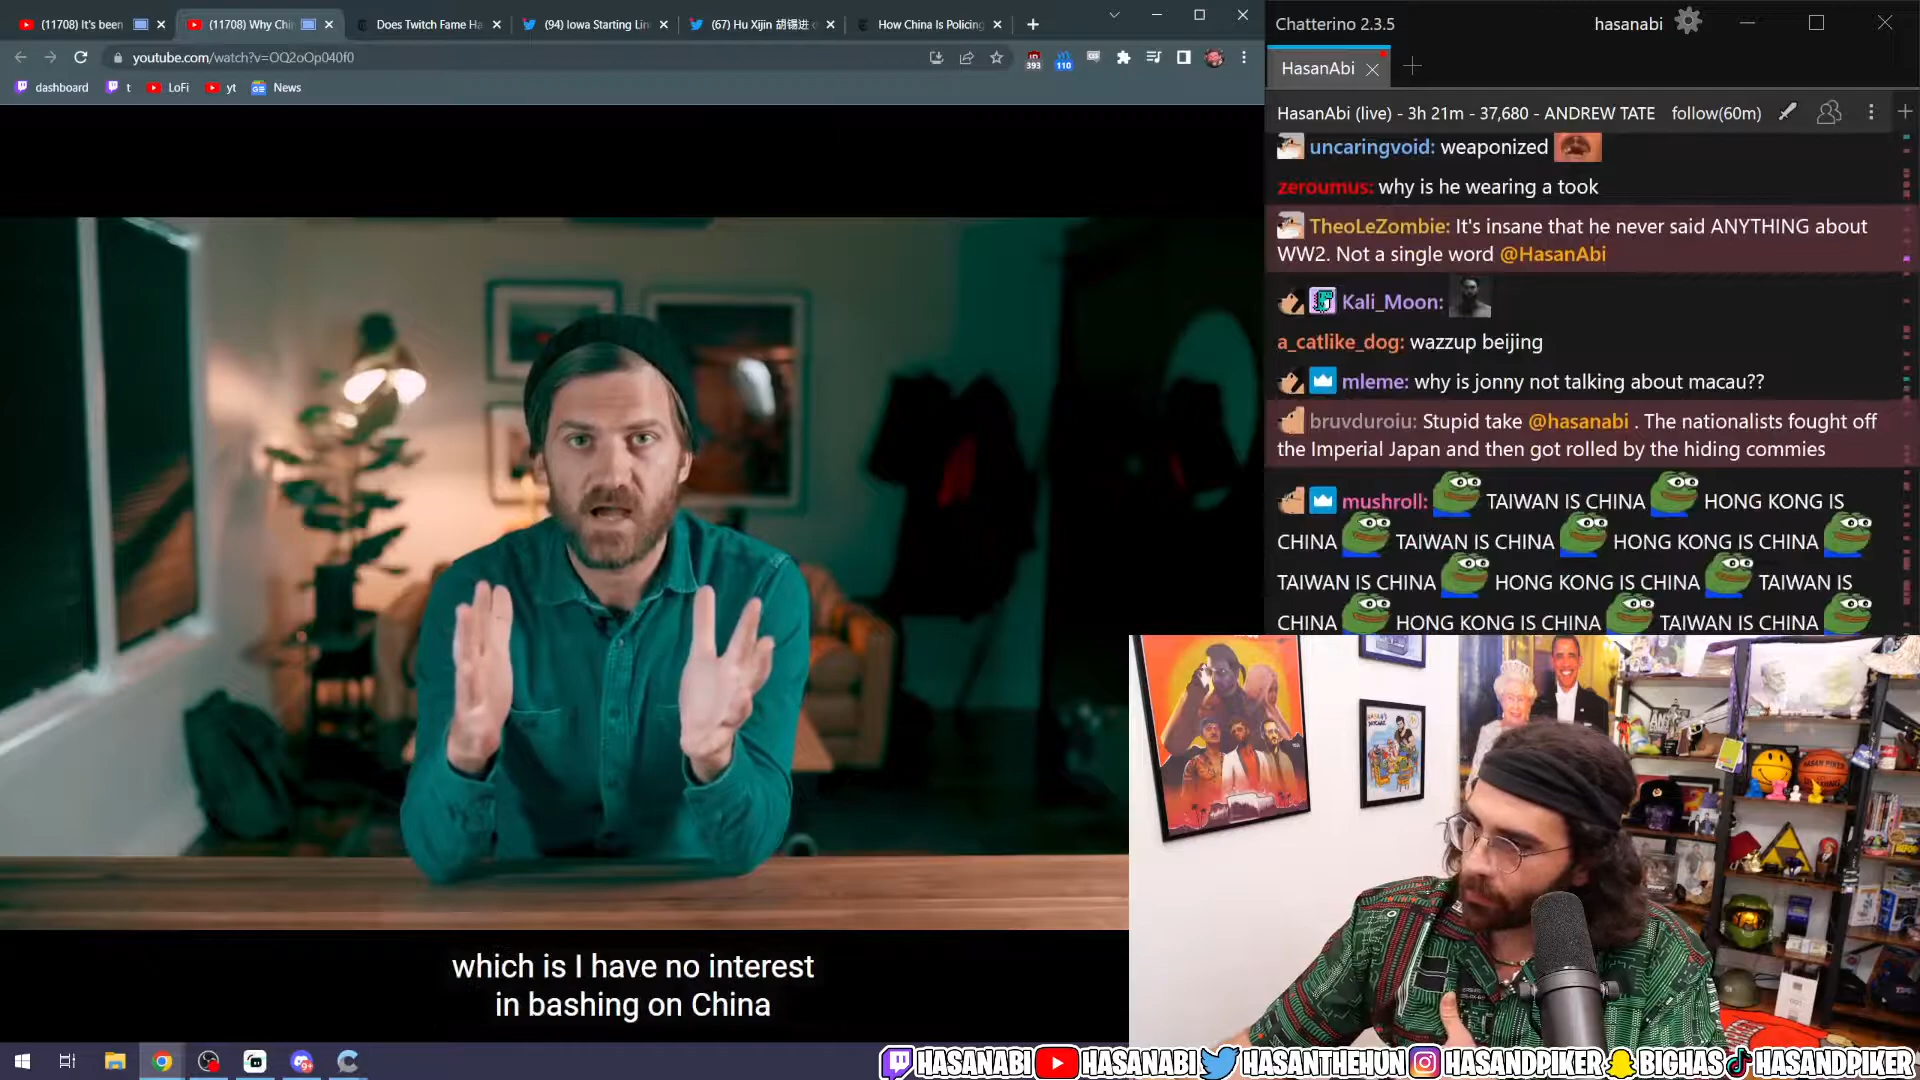 (11708) It's been
(11708) Why Chi
Does Twitch Fame Ha
(94) Iowa Starting Lin
(67) Hu Xijin 胡锡进 o
How China Is Policing
youtube.com/watch?v=OQ2oOp040f0
393
110
dashboard
t
LoFi
yt
News
Chatterino 2.3.5
hasanabi
HasanAbi
HasanAbi (live) - 3h 21m - 37,680 - ANDREW TATE
follow(60m)
uncaringvoid: weaponized
zeroumus: why is he wearing a took
TheoLeZombie: It's insane that he never said ANYTHING about
WW2. Not a single word @HasanAbi
Kali_Moon:
a_catlike_dog: wazzup beijing
mleme: why is jonny not talking about macau??
bruvduroiu: Stupid take @hasanabi . The nationalists fought off
the Imperial Japan and then got rolled by the hiding commies
mushroll: TAIWAN IS CHINA HONG KONG IS
CHINA TAIWAN IS CHINA HONG KONG IS CHINA
TAIWAN IS CHINA HONG KONG IS CHINA TAIWAN IS
CHINA HONG KONG IS CHINA TAIWAN IS CHINA
which is I have no interest
in bashing on China
HASANABI HASANABI HASANTHEHUN HASANDPIKER BIGHAS HASANDPIKER